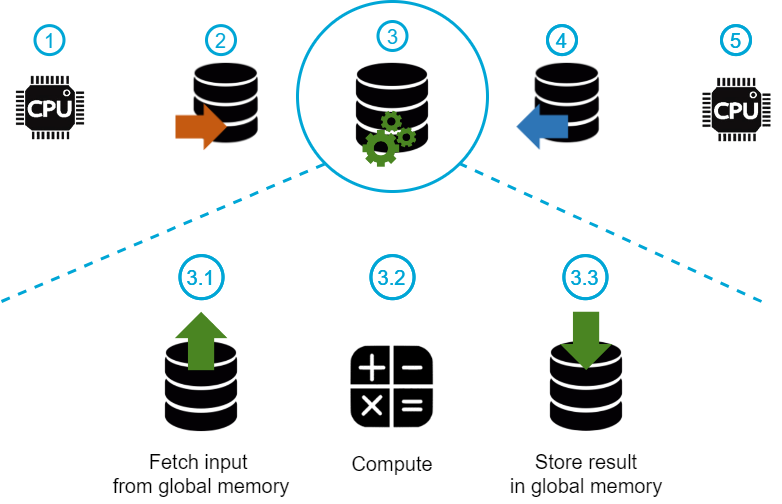 1
2
3
4
5
CPU
CPU
3.1
3.2
3.3
Fetch input
from global memory
Compute
Store result
in global memory